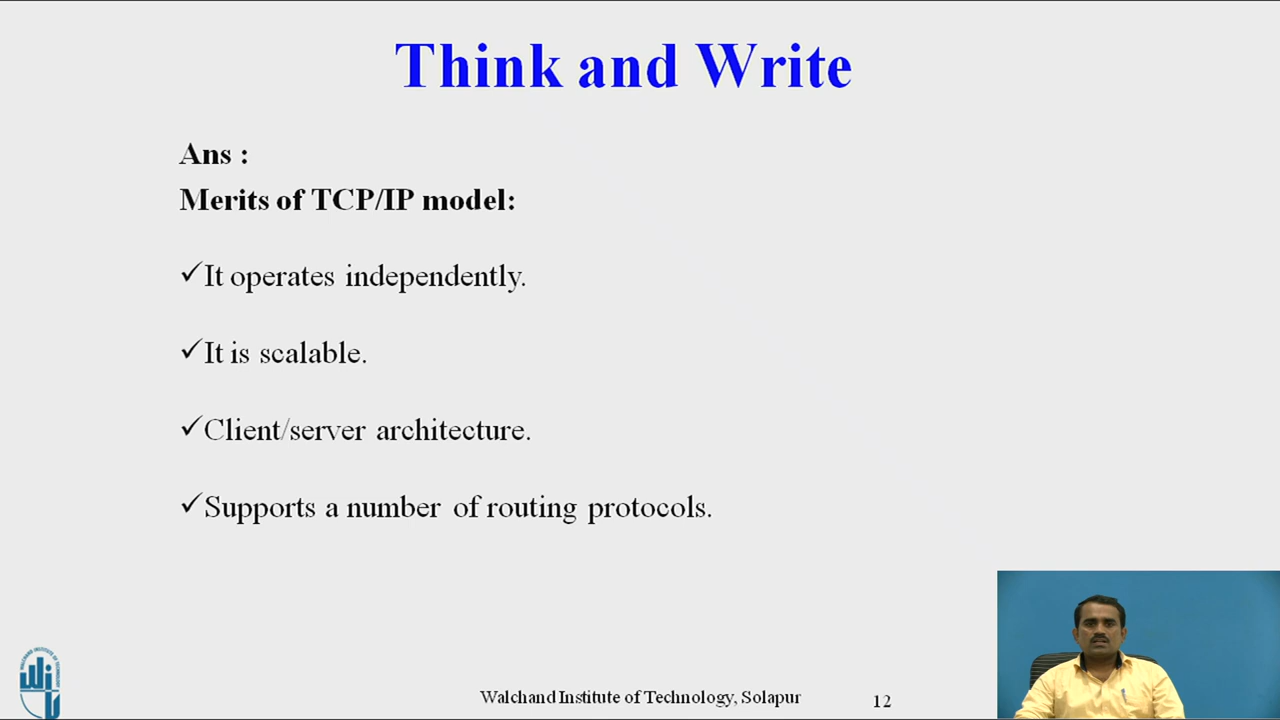 Think and Write
Ans :
Merits of TCP/IP model:
✓It operates independently.
✓It is scalable.
✓Client/server architecture.
✓Supports a number of routing protocols.
Walchand Institute of Technology, Solapur
12